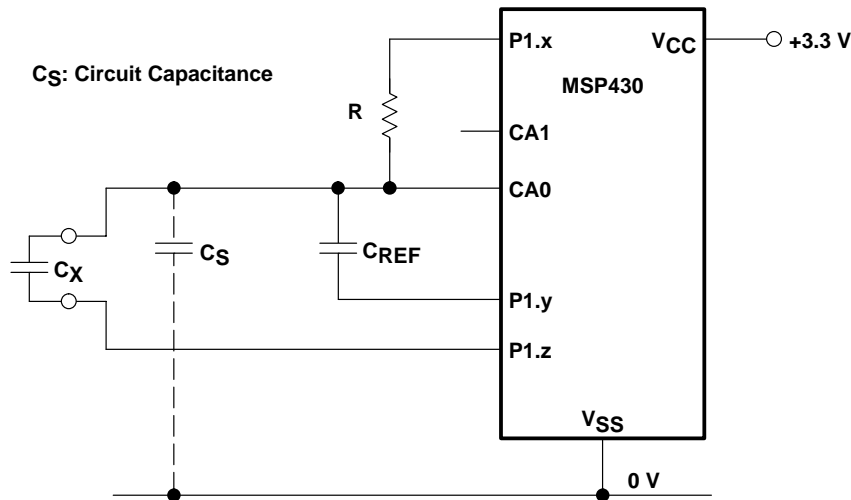 P1.x
VCC
+3.3 V
CS: Circuit Capacitance
MSP430
R
CA1
CA0
CS
CREF
CX
P1.y
P1.z
VSS
0 V